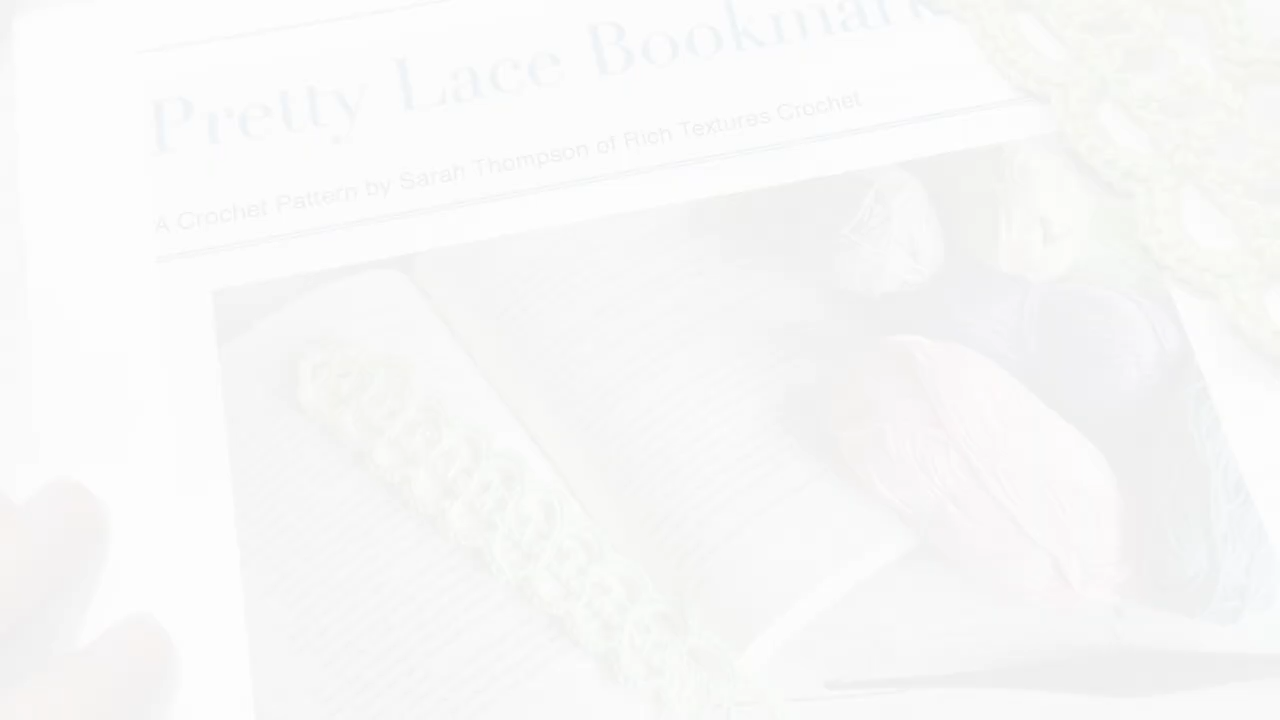 Pretty Lace Bookmark
A Crochet Pattern by Sarah Thompson of Rich Textures Crochet